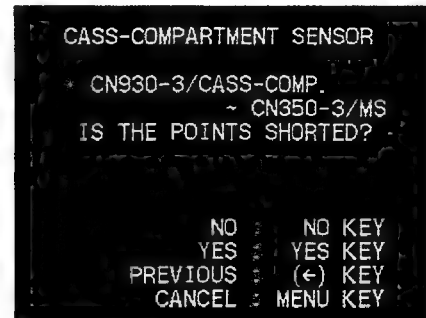 CASS-COMPARTMENT SENSOR
* CN930-3/CASS-COMP.
~ CN350-3/MS
IS THE POINTS SHORTED?
NO : NO KEY
YES : YES KEY
PREVIOUS : (←) KEY
CANCEL : MENU KEY